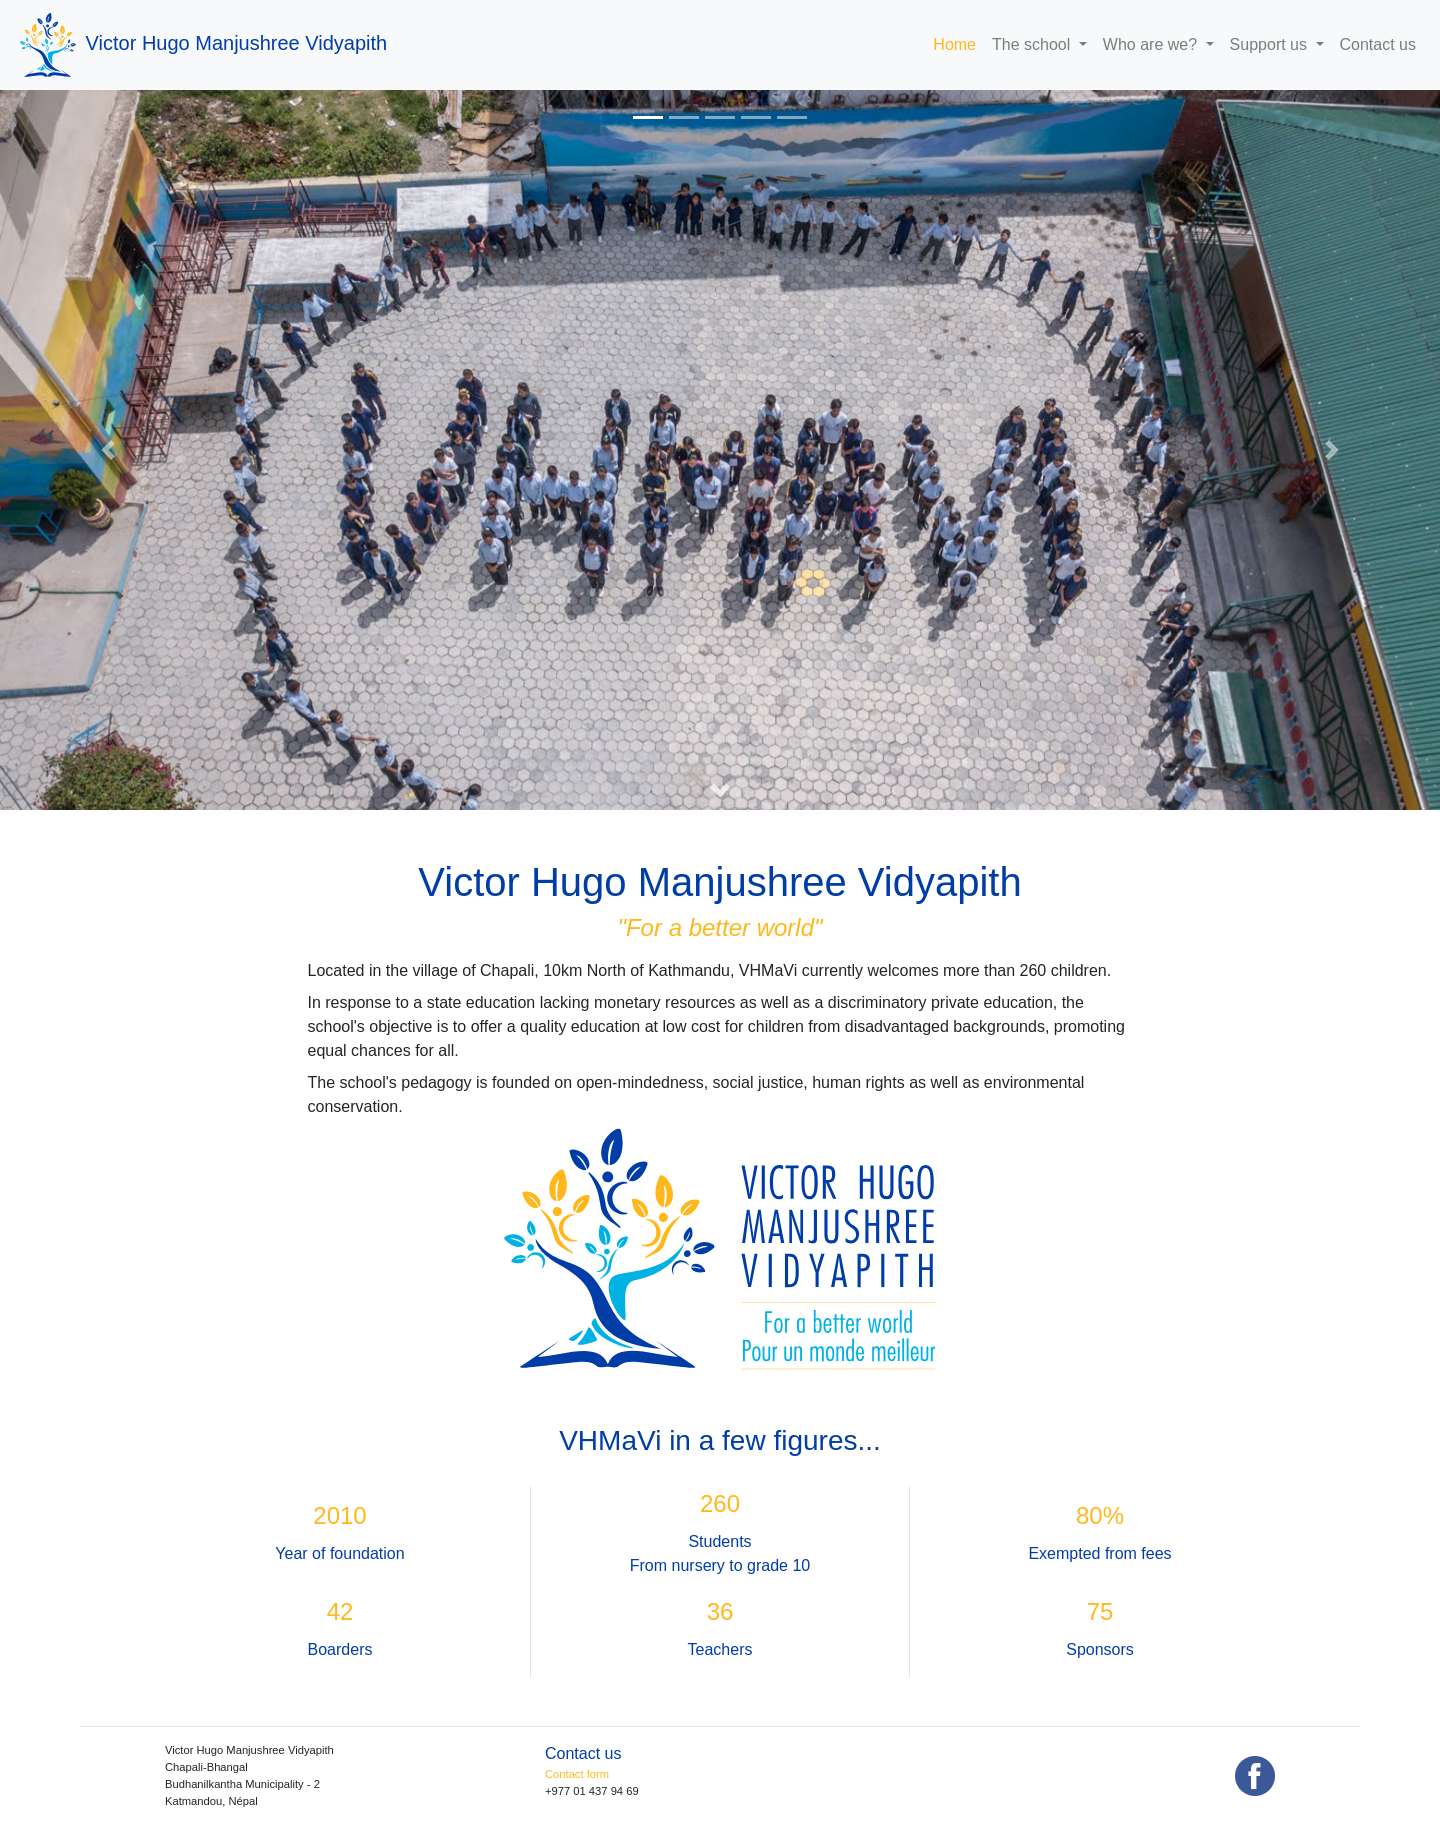 Victor Hugo Manjushree Vidyapith
Home The school Who are we? Support us Contact us
VHMaVi
Victor Hugo Manjushree Vidyapith
"For a better world"
Located in the village of Chapali, 10km North of Kathmandu, VHMaVi currently welcomes more than 260 children.
In response to a state education lacking monetary resources as well as a discriminatory private education, the
school's objective is to offer a quality education at low cost for children from disadvantaged backgrounds, promoting
equal chances for all.
The school's pedagogy is founded on open-mindedness, social justice, human rights as well as environmental
conservation.
VICTOR HUGO
MANJUSHREE
VIDYAPITH
For a better world
Pour un monde meilleur
VHMaVi in a few figures...
2010
Year of foundation
260
Students
From nursery to grade 10
80%
Exempted from fees
42
Boarders
36
Teachers
75
Sponsors
Victor Hugo Manjushree Vidyapith
Chapali-Bhangal
Budhanilkantha Municipality - 2
Katmandou, Népal
Contact us
Contact form
+977 01 437 94 69
f